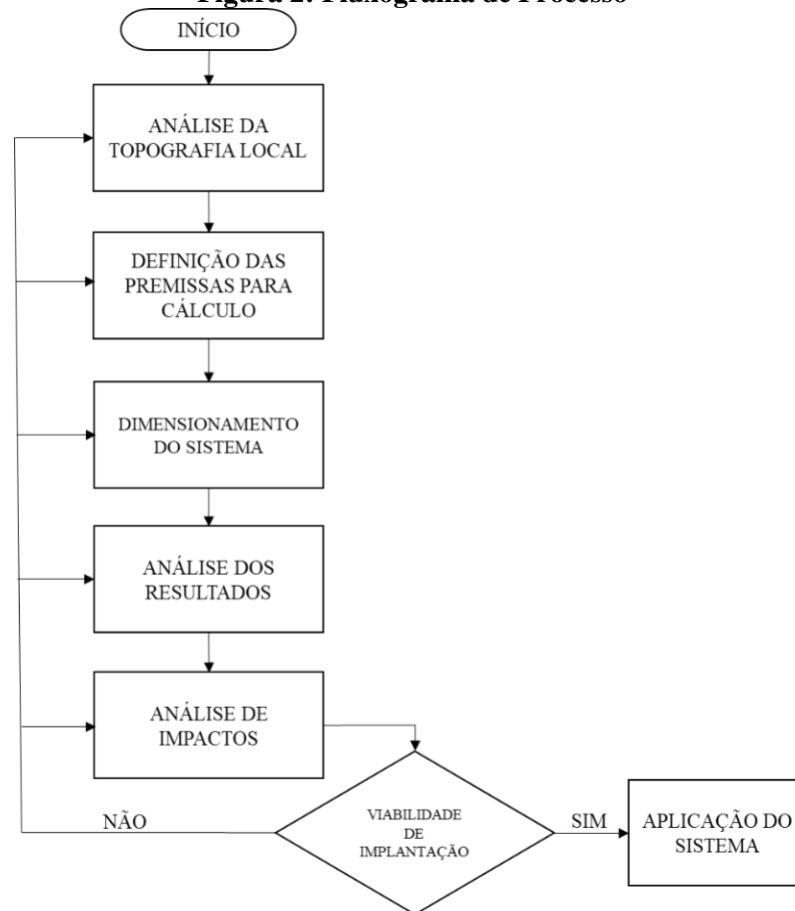 Figura 2: Fluxograma de Processo
INÍCIO
ANÁLISE DA
TOPOGRAFIA LOCAL
DEFINIÇÃO DAS
PREMISSAS PARA
CÁLCULO
DIMENSIONAMENTO
DO SISTEMA
ANÁLISE DOS
RESULTADOS
ANÁLISE DE
IMPACTOS
VIABILIDADE
DE
IMPLANTAÇÃO
NÃO
SIM
APLICAÇÃO DO
SISTEMA